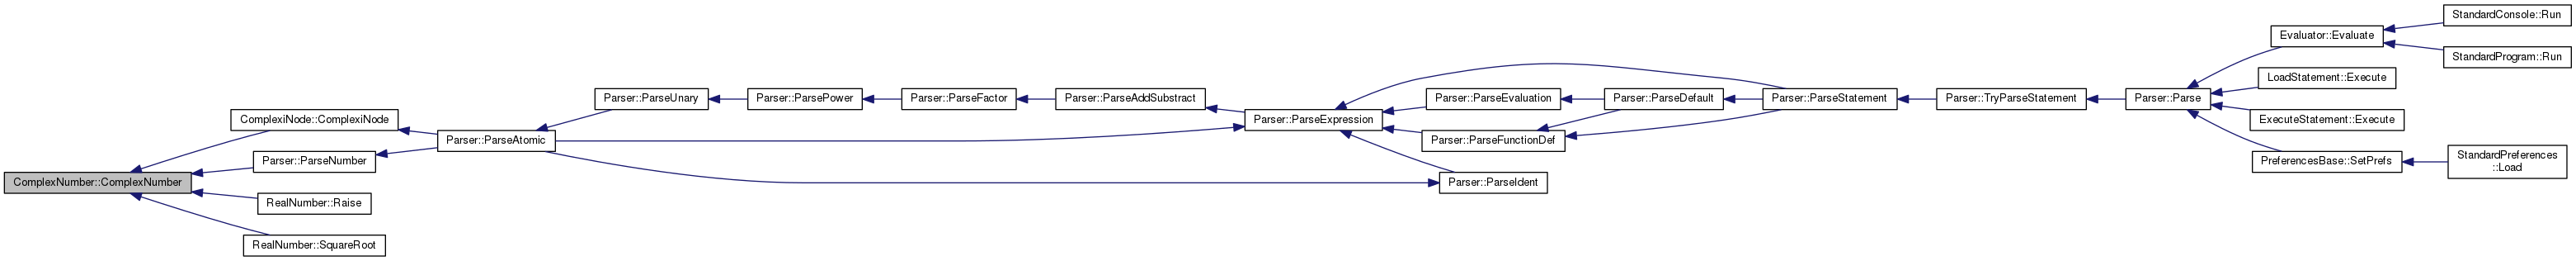 ComplexNumber::ComplexNumber
ComplexiNode::ComplexiNode
Parser::ParseNumber
RealNumber::Raise
RealNumber::SquareRoot
Parser::ParseAtomic
Parser::ParseUnary
Parser::ParsePower
Parser::ParseFactor
Parser::ParseAddSubstract
Parser::ParseExpression
Parser::ParseEvaluation
Parser::ParseFunctionDef
Parser::ParseIdent
Parser::ParseDefault
Parser::ParseStatement
Parser::TryParseStatement
Parser::Parse
Evaluator::Evaluate
LoadStatement::Execute
ExecuteStatement::Execute
PreferencesBase::SetPrefs
StandardConsole::Run
StandardProgram::Run
StandardPreferences
::Load